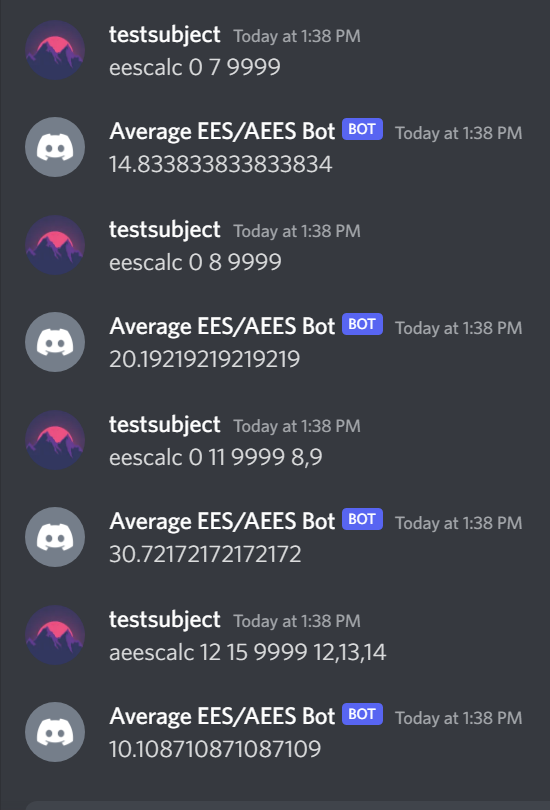 testsubject Today at 1:38 PM
eescalc 0 7 9999
Average EES/AEES Bot BOT Today at 1:38 PM
14.833833833833834
testsubject Today at 1:38 PM
eescalc 0 8 9999
Average EES/AEES Bot BOT Today at 1:38 PM
20.19219219219219
testsubject Today at 1:38 PM
eescalc 0 11 9999 8,9
Average EES/AEES Bot BOT Today at 1:38 PM
30.72172172172172
testsubject Today at 1:38 PM
aeescalc 12 15 9999 12,13,14
Average EES/AEES Bot BOT Today at 1:38 PM
10.108710871087109